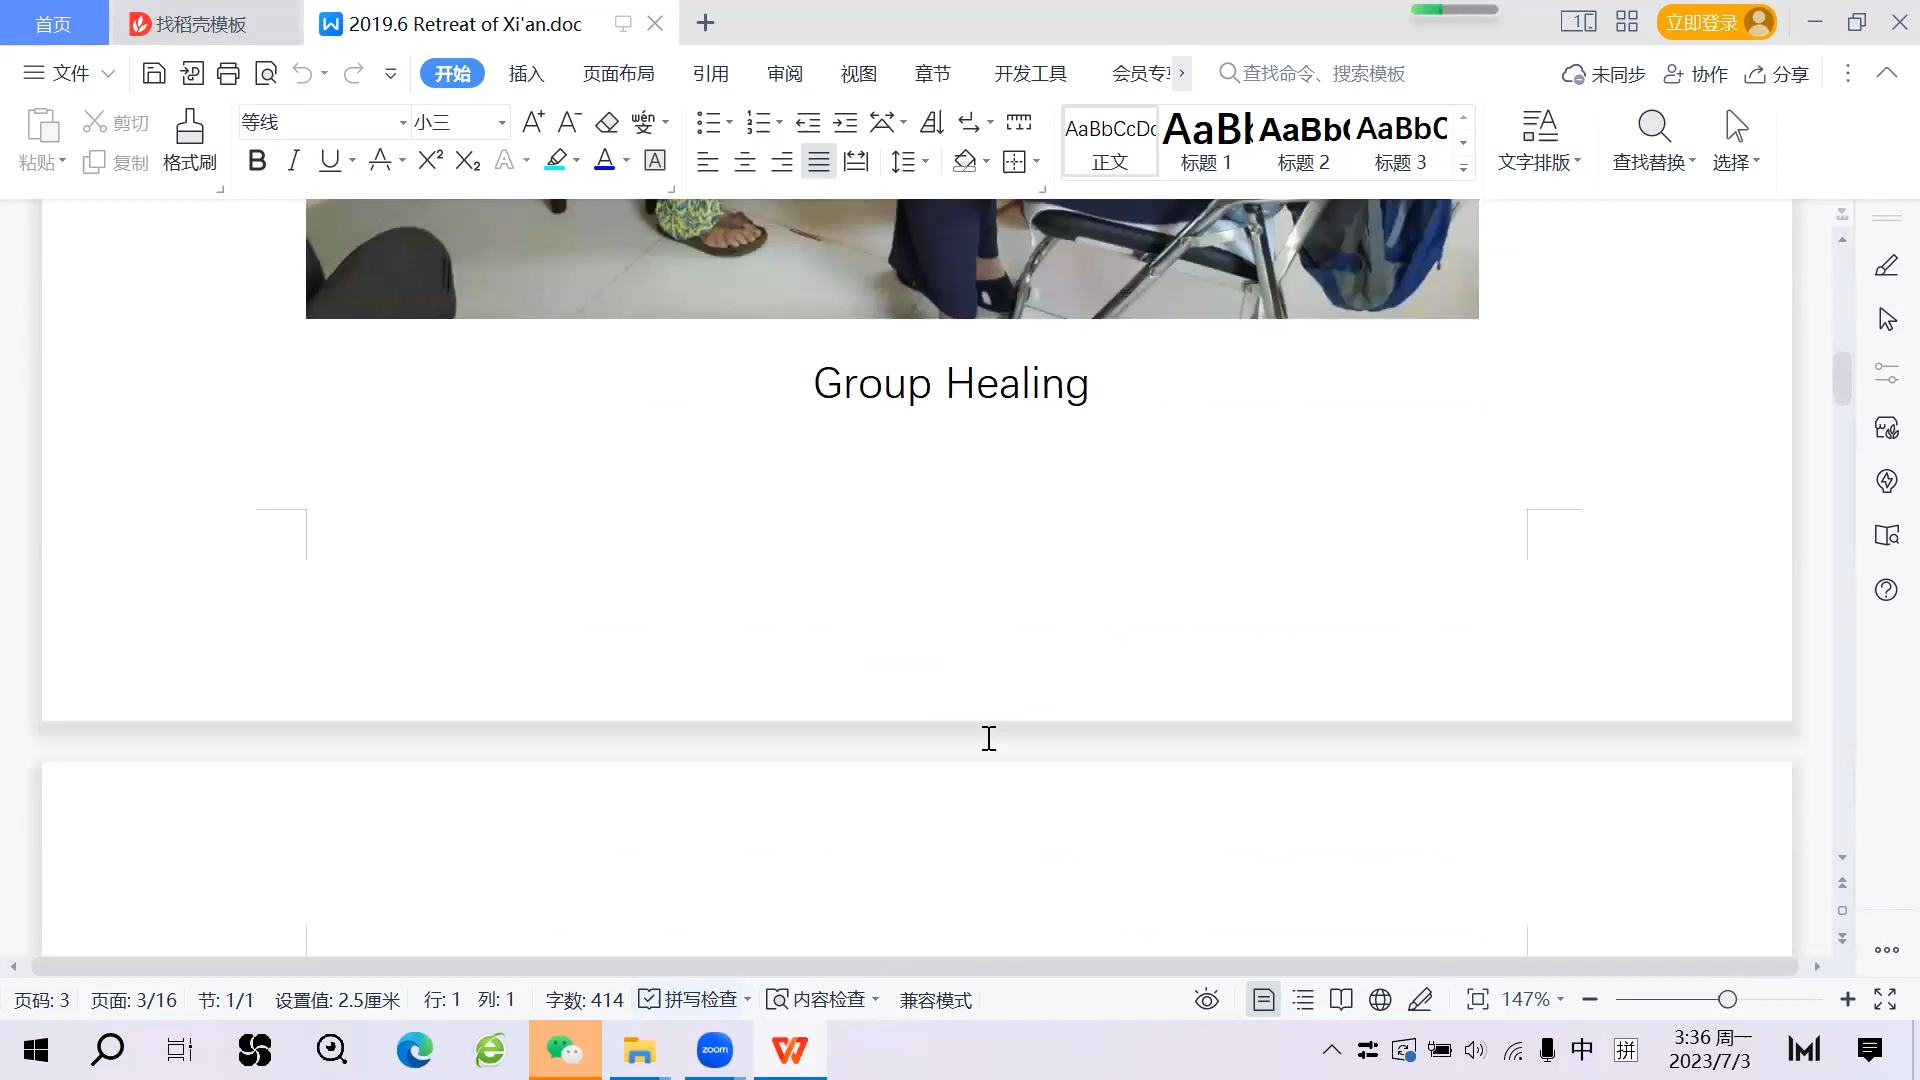 首页
找稻壳模板
2019.6 Retreat of Xi'an.doc
立即登录
文件
开始
插入
页面布局
引用
审阅
视图
章节
开发工具
会员专
查找命令、搜索模板
未同步
协作
分享
粘贴
剪切
复制
格式刷
等线
小三
wén
AaBbCcDd
正文
AaBb
标题 1
AaBb(
标题 2
AaBbC
标题 3
文字排版
查找替换
选择
Group Healing
页码: 3
页面: 3/16
节: 1/1
设置值: 2.5厘米
行: 1
列: 1
字数: 414
拼写检查
内容检查
兼容模式
147%
zoom
中
拼
3:36 周一
2023/7/3